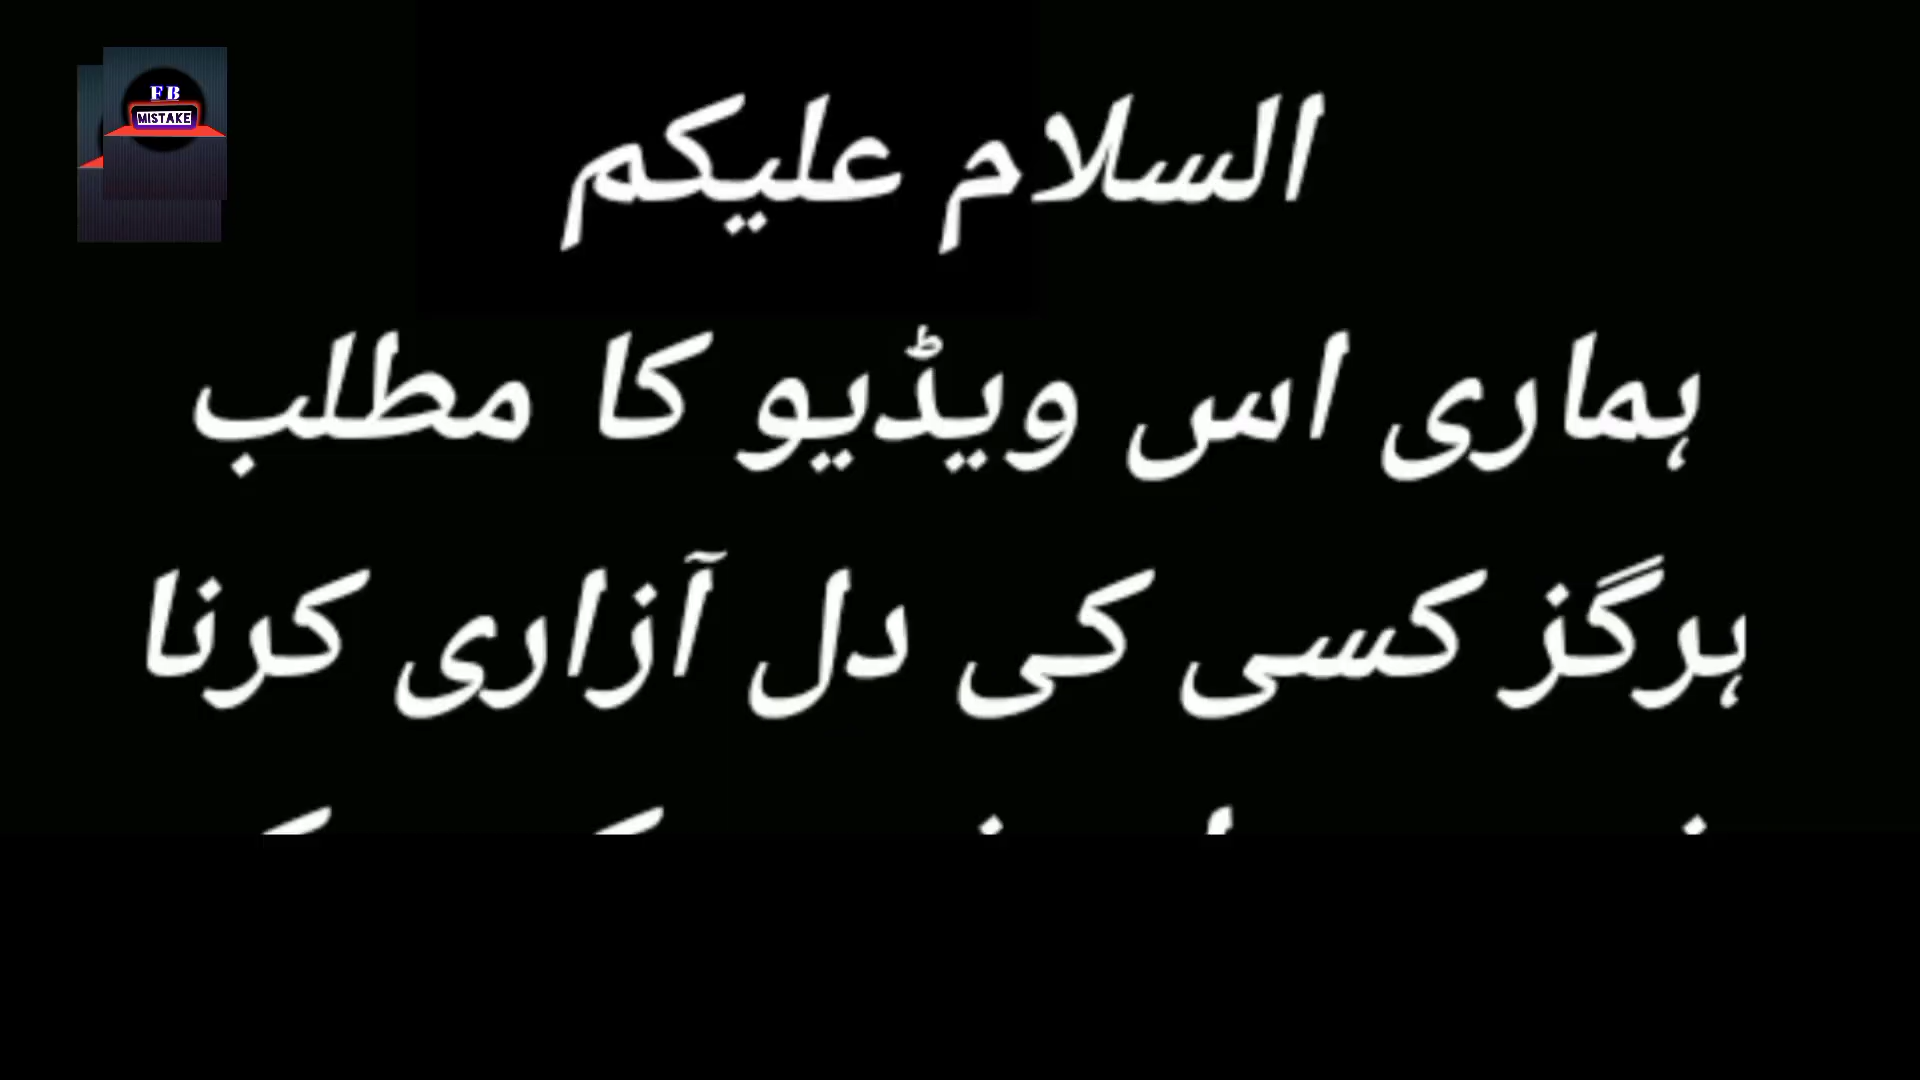 FB
MISTAKE
السلام علیکم
ہماری اس ویڈیو کا مطلب
ہرگز کسی کی دل آزاری کرنا